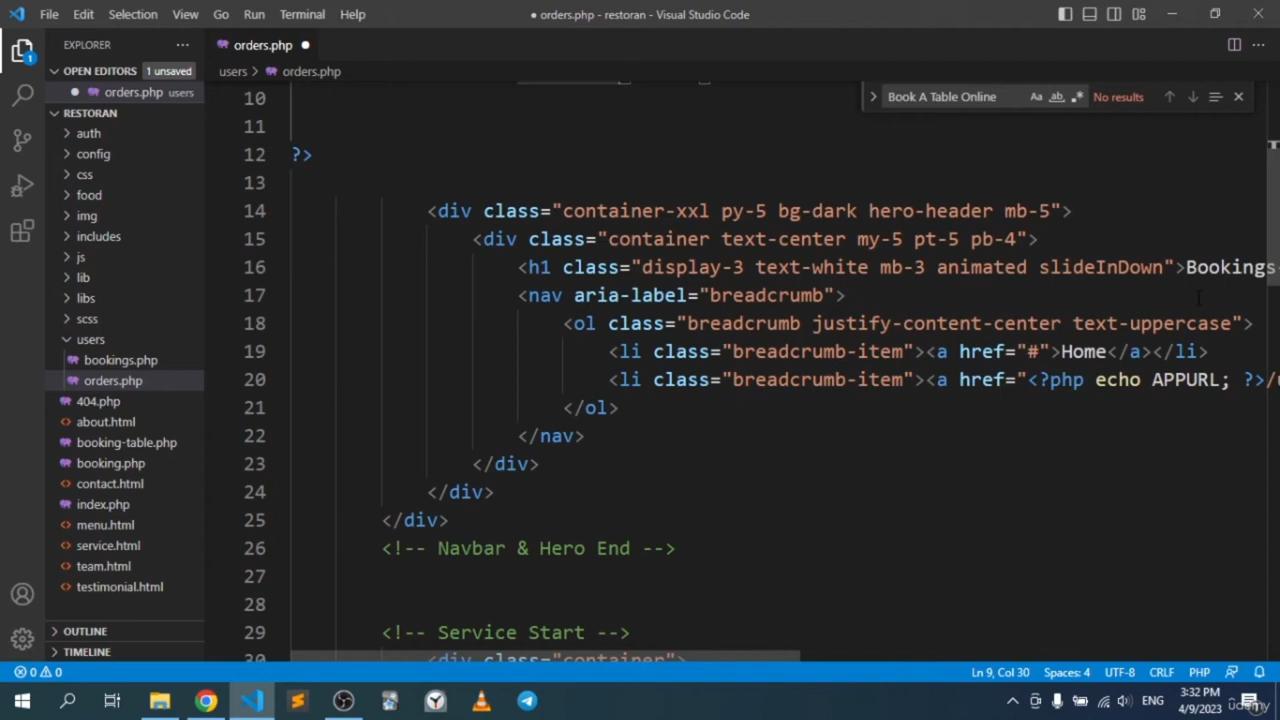 File Edit Selection View Go Run Terminal Help ● orders.php - restoran - Visual Studio Code
EXPLORER ... orders.php ●
OPEN EDITORS 1 unsaved users > orders.php
● orders.php users
RESTORAN
auth
config
css
food
img
includes
js
lib
libs
scss
users
bookings.php
orders.php
404.php
about.html
booking-table.php
booking.php
contact.html
index.php
menu.html
service.html
team.html
testimonial.html
OUTLINE
TIMELINE
Book A Table Online Aa ab .* No results
10
11
12 ?>
13
14 <div class="container-xxl py-5 bg-dark hero-header mb-5">
15 <div class="container text-center my-5 pt-5 pb-4">
16 <h1 class="display-3 text-white mb-3 animated slideInDown">Bookings
17 <nav aria-label="breadcrumb">
18 <ol class="breadcrumb justify-content-center text-uppercase">
19 <li class="breadcrumb-item"><a href="#">Home</a></li>
20 <li class="breadcrumb-item"><a href="<?php echo APPURL; ?>/
21 </ol>
22 </nav>
23 </div>
24 </div>
25 </div>
26 <!-- Navbar & Hero End -->
27
28
29 <!-- Service Start -->
30 <div class="container">
0 0 Ln 9, Col 30 Spaces: 4 UTF-8 CRLF PHP
ENG 3:32 PM
4/9/2023
udemy